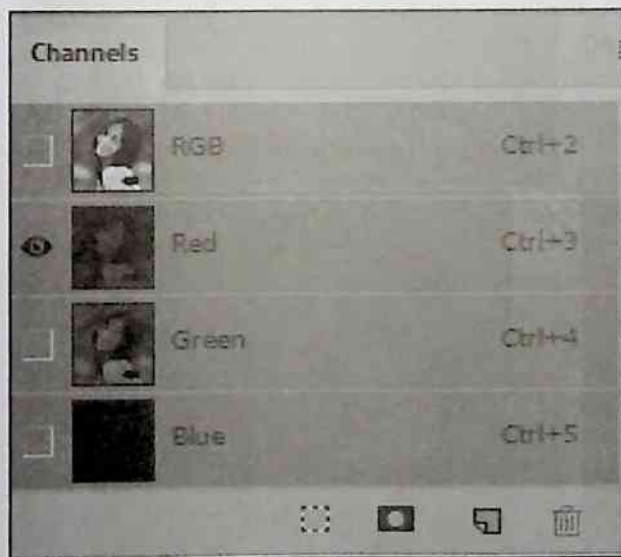 Channels
RGB Ctrl+2
Red Ctrl+3
Green Ctrl+4
Blue Ctrl+5